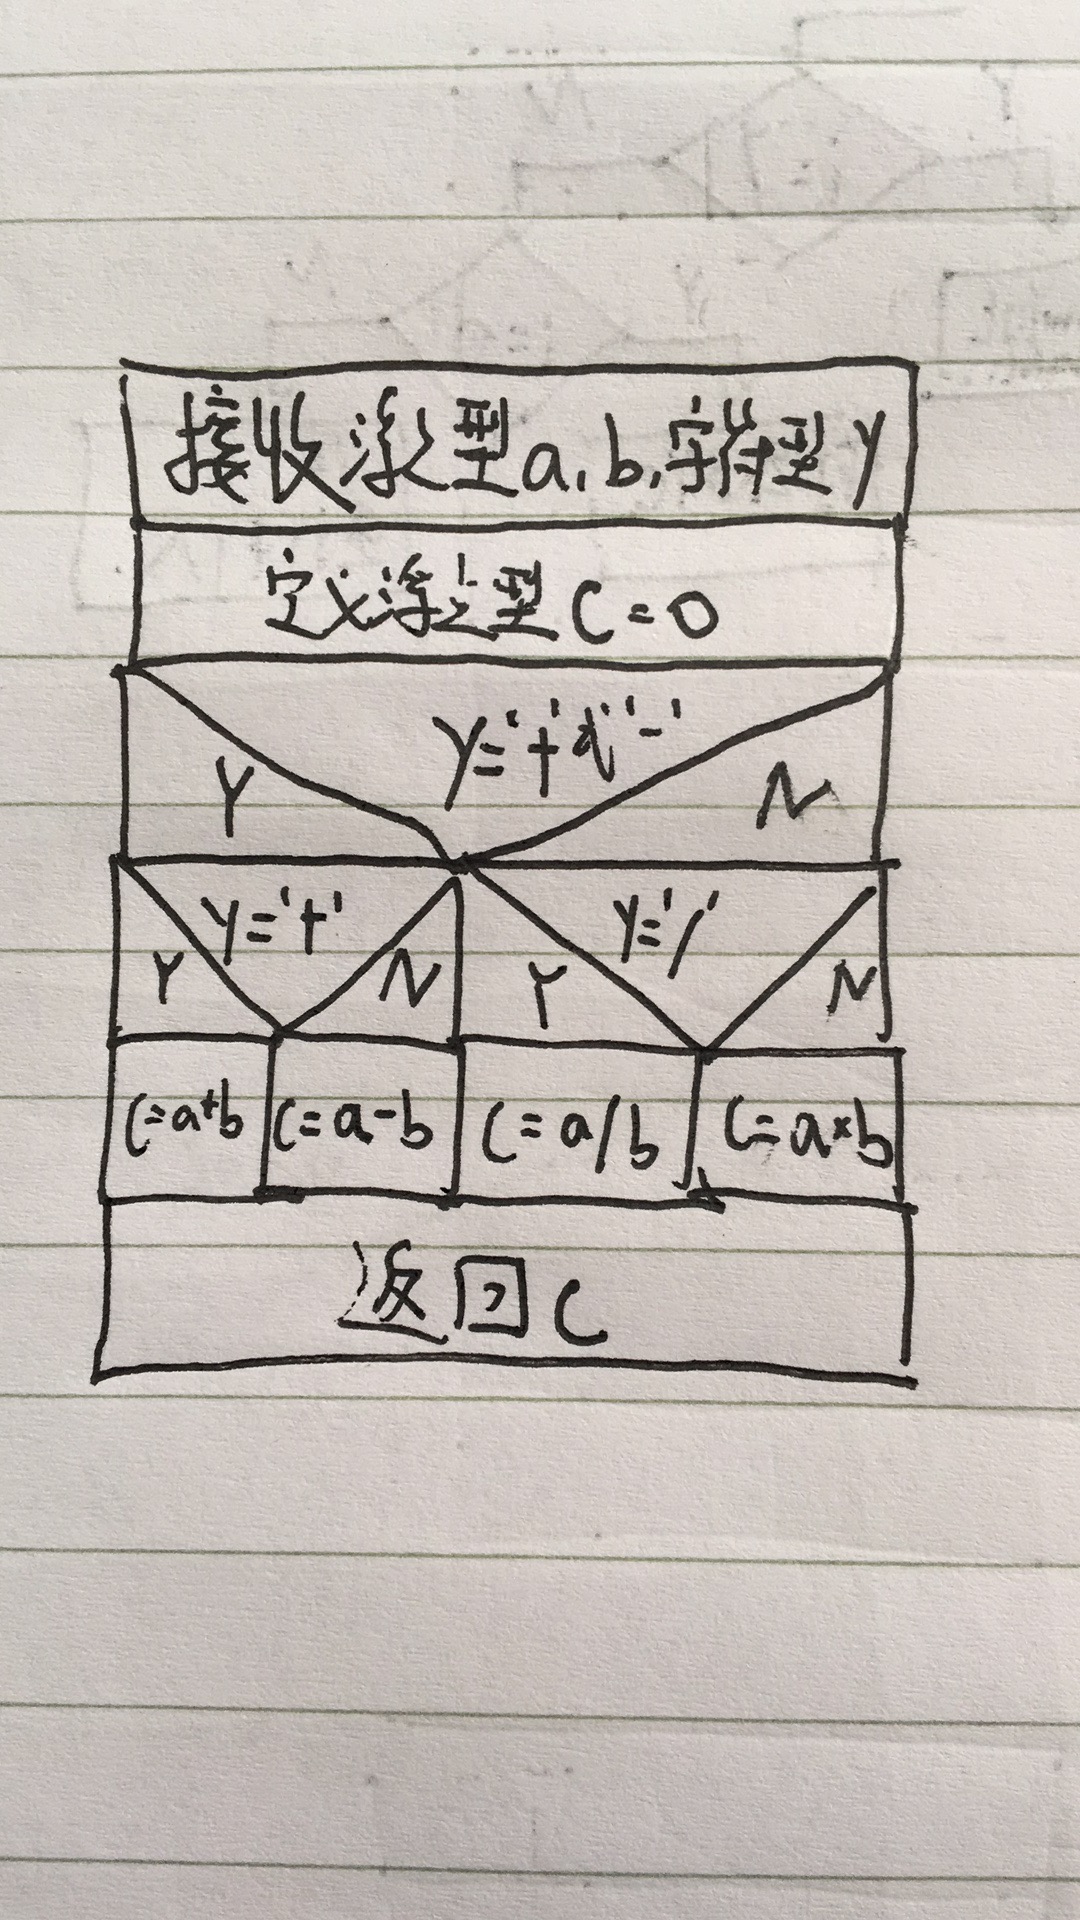 接收浮点型a,b,字符型y
定义浮点型C=0
y='+'或'-'
Y
N
y='+'
y='/'
Y
N
Y
N
C=a+b
C=a-b
C=a/b
C=a*b
返回C